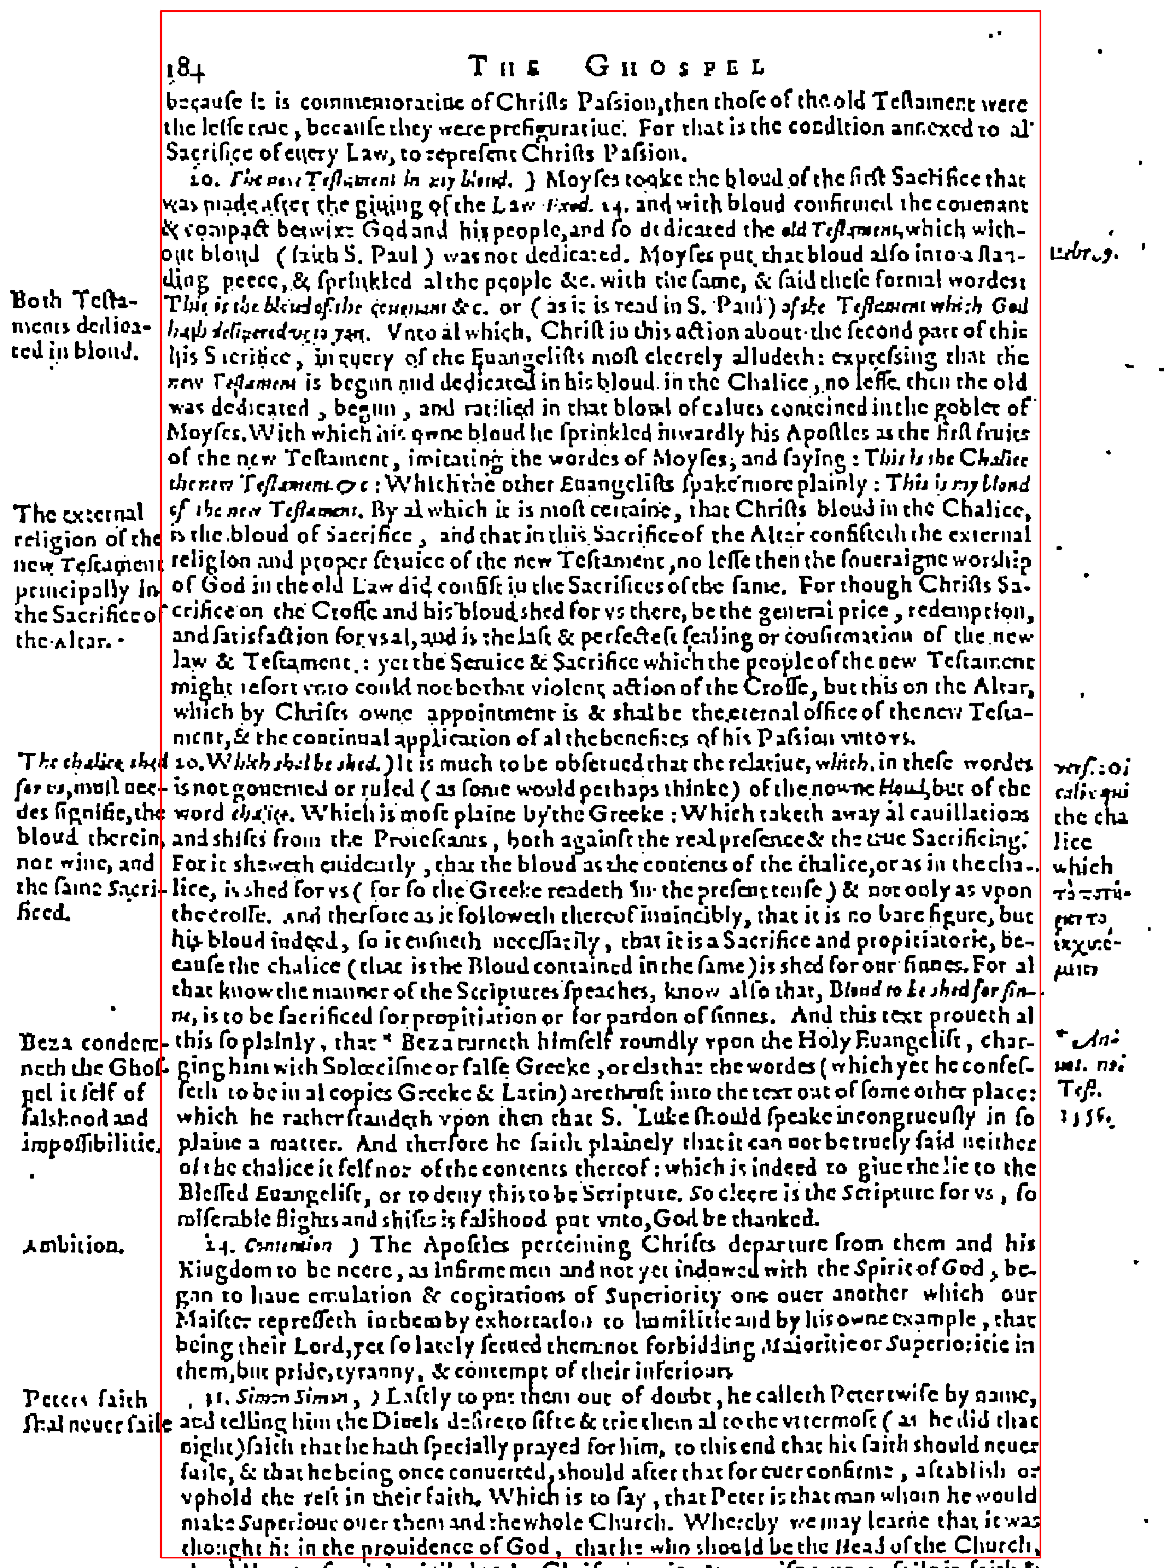 184 THE GHOSPEL
because it is commemoratiue of Christs Passion, then those of the old Testament were
the lesse true, because they were prefiguratiue. For that is the condition annexed to al
Sacrifice of euery Law, to represent Christs Passion.
20. The new Testament in my bloud. ) Moyses tooke the bloud of the first Sacrifice that
was made after the giuing of the Law Exod. 24. and with bloud confirmed the couenant
& compact betwixt God and his people, and so dedicated the old Testament, which with-
out bloud ( saith S. Paul ) was not dedicated. Moyses put that bloud also into a stan-
ding peece, & sprinkled al the people &c. with the same, & said these formal wordes:
This is the bloud of the couenant &c. or ( as it is read in S. Paul ) of the Testament which God
hath deliuered vnto you. Vnto al which, Christ in this action about the second part of this
his Sacrifice, in euery of the Euangelists most cleerely alludeth: expressing that the
new Testament is begun and dedicated in his bloud in the Chalice, no lesse then the old
was dedicated, begun, and ratified in that bloud of calues conteined in the goblet of
Moyses. With which his owne bloud he sprinkled inwardly his Apostles as the first fruits
of the new Testament, imitating the wordes of Moyses, and saying: This is the Chalice
the new Testament &c: Which the other Euangelists spake more plainly: This is my bloud
of the new Testament. By al which it is most certaine, that Christs bloud in the Chalice,
is the bloud of Sacrifice, and that in this Sacrifice of the Altar consisteth the external
religion and proper seruice of the new Testament, no lesse then the soueraigne worship
of God in the old Law did consist in the Sacrifices of the same. For though Christs Sa-
crifice on the Crosse and his bloud shed for vs there, be the general price, redemption,
and satisfaction for vs al, and is the last & perfectest sealing or confirmation of the new
law & Testament: yet the Seruice & Sacrifice which the people of the new Testament
might resort vnto could not be that violent action of the Crosse, but this on the Altar,
which by Christs owne appointment is & shal be the eternal office of the new Testa-
ment, & the continual application of al the benefites of his Passion vnto vs.
20. Which shal be shed. ) It is much to be obserued that the relatiue, which, in these wordes
is not gouerned or ruled ( as some would perhaps thinke ) of the nowne bloud, but of the
word chalice. Which is most plaine by the Greeke: Which taketh away al cauillations
and shifts from the Protestants, both against the real presence & the true Sacrificing.
For it sheweth euidently, that the bloud as the contents of the chalice, or as in the cha-
lice, is shed for vs ( for so the Greeke readeth in the present tense ) & not only as vpon
the crosse. And therfore as it followeth thereof inuincibly, that it is no bare figure, but
his bloud indeed, so it ensueth necessarily, that it is a Sacrifice and propitiatorie, be-
cause the chalice ( that is the Bloud contained in the same ) is shed for our sinnes. For al
that know the manner of the Scriptures speaches, know also that, Bloud to be shed for sin-
ne, is to be sacrificed for propitiation or for pardon of sinnes. And this text proueth al
this so plainly, that * Beza turneth himself roundly vpon the Holy Euangelist, char-
ging him with Solœcisme or false Greeke, or els that the wordes ( which yet he confes-
seth to be in al copies Greeke & Latin ) are thrust into the text out of some other place:
which he rather standeth vpon then that S. Luke should speake incongruously in so
plaine a matter. And therfore he saith plainely that it can not be truely said neither
of the chalice it self nor of the contents thereof: which is indeed to giue the lie to the
Blessed Euangelist, or to deny this to be Scripture. So cleere is the Scripture for vs, so
miserable flights and shifts is falshood put vnto, God be thanked.
24. Contention ) The Apostles perceiuing Christs departure from them and his
Kingdom to be neere, as infirme men and not yet indowed with the Spirit of God, be-
gan to haue emulation & cogitations of Superiority one ouer another which our
Maister represseth in them by exhortation to humilitie and by his owne example, that
being their Lord, yet so lately serued them: not forbidding Maioritie or Superioritie in
them, but pride, tyranny, & contempt of their inferiours.
31. Simon Simon, ) Lastly to put them out of doubt, he calleth Peter twise by name,
and telling him the Diuels desire to sifte & trie them al to the vttermost ( as he did that
night ) saith that he hath specially prayed for him, to this end that his faith should neuer
faile, & that he being once conuerted, should after that for euer confirme, establish or
vphold the rest in their faith. Which is to say, that Peter is that man whom he would
make Superiour ouer them and the whole Church. Whereby we may learne that it was
thought fit in the prouidence of God, that he who should be the Head of the Church,
Both Testa-
ments dedica-
ted in bloud.
The external
religion of the
new Testament
principally in
the Sacrifice of
the Altar.
The chalice shed
for vs, must nee-
des signifie, the
bloud therein,
not wine, and
the same Sacri-
ficed.
Beza condem-
neth the Ghos-
pel it self of
falshood and
impossibilitie.
Ambition.
Peters faith
shal neuer faile
Hebr. 9.
calix qui
the cha
lice
which
* An-
not. no.
Test.
1556.